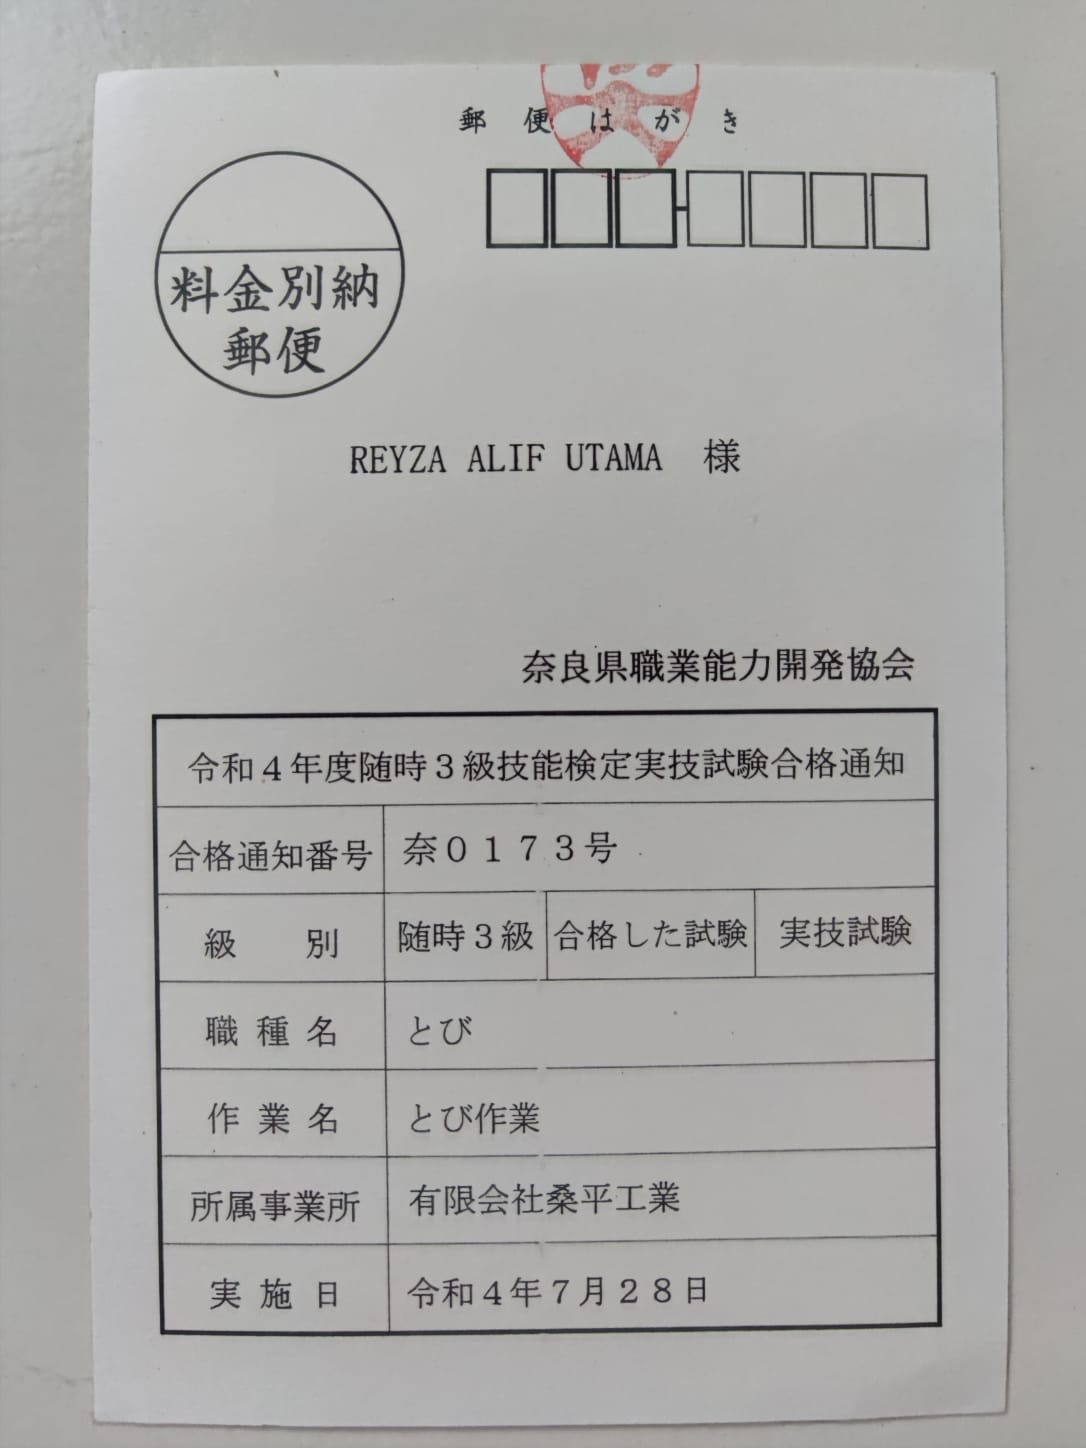 郵便はがき
料金別納
郵便
REYZA ALIF UTAMA 様
奈良県職業能力開発協会
令和４年度随時３級技能検定実技試験合格通知
合格通知番号 奈０１７３号
級別 随時３級 合格した試験 実技試験
職種名 とび
作業名 とび作業
所属事業所 有限会社桑平工業
実施日 令和４年７月２８日